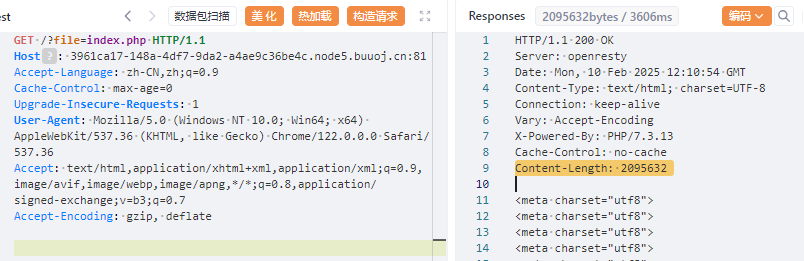 est
数据包扫描
美化
热加载
构造请求
GET /?file=index.php HTTP/1.1
Host ? : 3961ca17-148a-4df7-9da2-a4ae9c36be4c.node5.buuoj.cn:81
Accept-Language: zh-CN,zh;q=0.9
Cache-Control: max-age=0
Upgrade-Insecure-Requests: 1
User-Agent: Mozilla/5.0 (Windows NT 10.0; Win64; x64)
AppleWebKit/537.36 (KHTML, like Gecko) Chrome/122.0.0.0 Safari/
537.36
Accept: text/html,application/xhtml+xml,application/xml;q=0.9,
image/avif,image/webp,image/apng,*/*;q=0.8,application/
signed-exchange;v=b3;q=0.7
Accept-Encoding: gzip, deflate
Responses 2095632bytes / 3606ms
编码
1 HTTP/1.1 200 OK
2 Server: openresty
3 Date: Mon, 10 Feb 2025 12:10:54 GMT
4 Content-Type: text/html; charset=UTF-8
5 Connection: keep-alive
6 Vary: Accept-Encoding
7 X-Powered-By: PHP/7.3.13
8 Cache-Control: no-cache
9 Content-Length: 2095632
10
11 <meta charset="utf8">
12 <meta charset="utf8">
13 <meta charset="utf8">
14 <meta charset="utf8">
<meta charset="utf8">